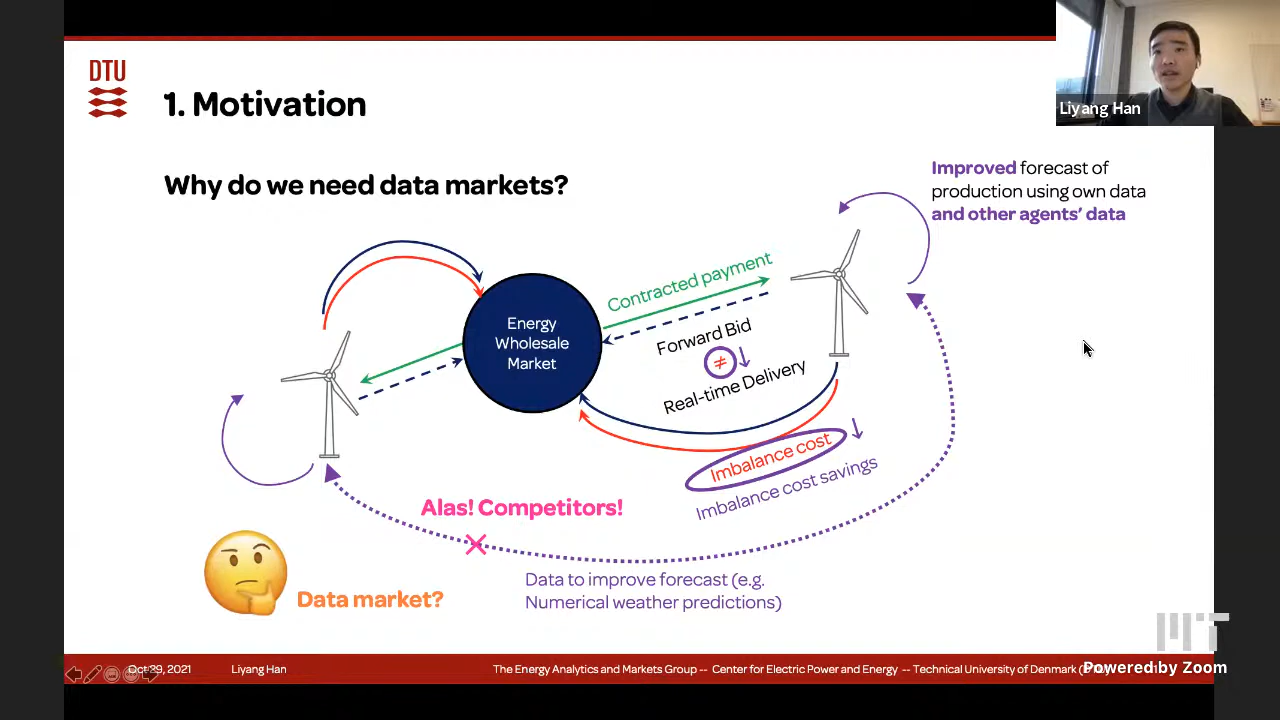 DTU
1. Motivation
Liyang Han
Why do we need data markets?
Improved forecast of
production using own data
and other agents' data
Contracted payment
Energy
Wholesale
Market
Forward Bid
≠
Real-time Delivery
Imbalance cost
Imbalance cost savings
Alas! Competitors!
Data to improve forecast (e.g.
Numerical weather predictions)
Data market?
MIT
Oct 29, 2021
Liyang Han
The Energy Analytics and Markets Group -- Center for Electric Power and Energy -- Technical University of Denmark
Powered by Zoom